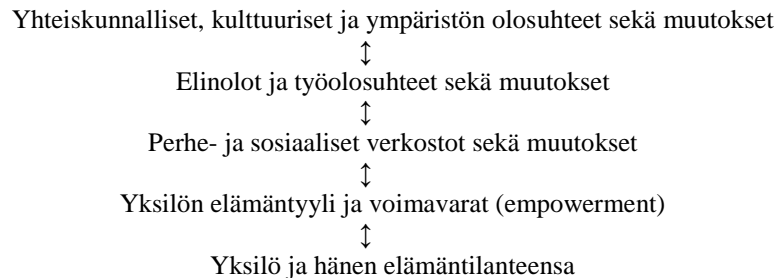 Yhteiskunnalliset, kulttuuriset ja ympäristön olosuhteet sekä muutokset
↕
Elinolot ja työolosuhteet sekä muutokset
↕
Perhe- ja sosiaaliset verkostot sekä muutokset
↕
Yksilön elämäntyyli ja voimavarat (empowerment)
↕
Yksilö ja hänen elämäntilanteensa